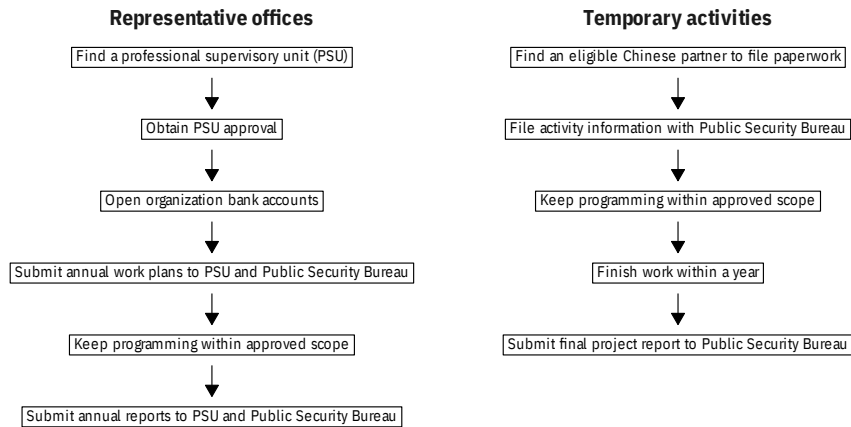 Representative offices
Find a professional supervisory unit (PSU)
Obtain PSU approval
Open organization bank accounts
Submit annual work plans to PSU and Public Security Bureau
Keep programming within approved scope
Submit annual reports to PSU and Public Security Bureau
Temporary activities
Find an eligible Chinese partner to file paperwork
File activity information with Public Security Bureau
Keep programming within approved scope
Finish work within a year
Submit final project report to Public Security Bureau